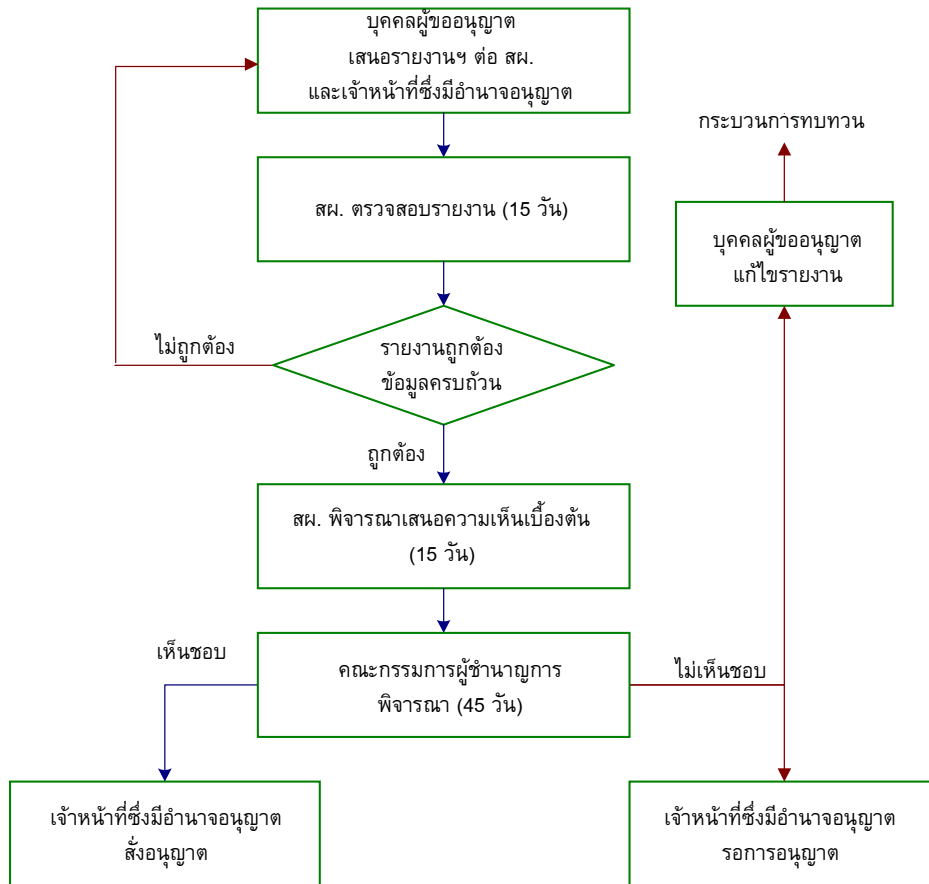 บุคคลผู้ขออนุญาต
เสนอรายงานฯ ต่อ สผ.
และเจ้าหน้าที่ซึ่งมีอำนาจอนุญาต
กระบวนการทบทวน
สผ. ตรวจสอบรายงาน (15 วัน)
บุคคลผู้ขออนุญาต
แก้ไขรายงาน
ไม่ถูกต้อง
รายงานถูกต้อง
ข้อมูลครบถ้วน
ถูกต้อง
สผ. พิจารณาเสนอความเห็นเบื้องต้น
(15 วัน)
เห็นชอบ
คณะกรรมการผู้ชำนาญการ
พิจารณา (45 วัน)
ไม่เห็นชอบ
เจ้าหน้าที่ซึ่งมีอำนาจอนุญาต
สั่งอนุญาต
เจ้าหน้าที่ซึ่งมีอำนาจอนุญาต
รอการอนุญาต